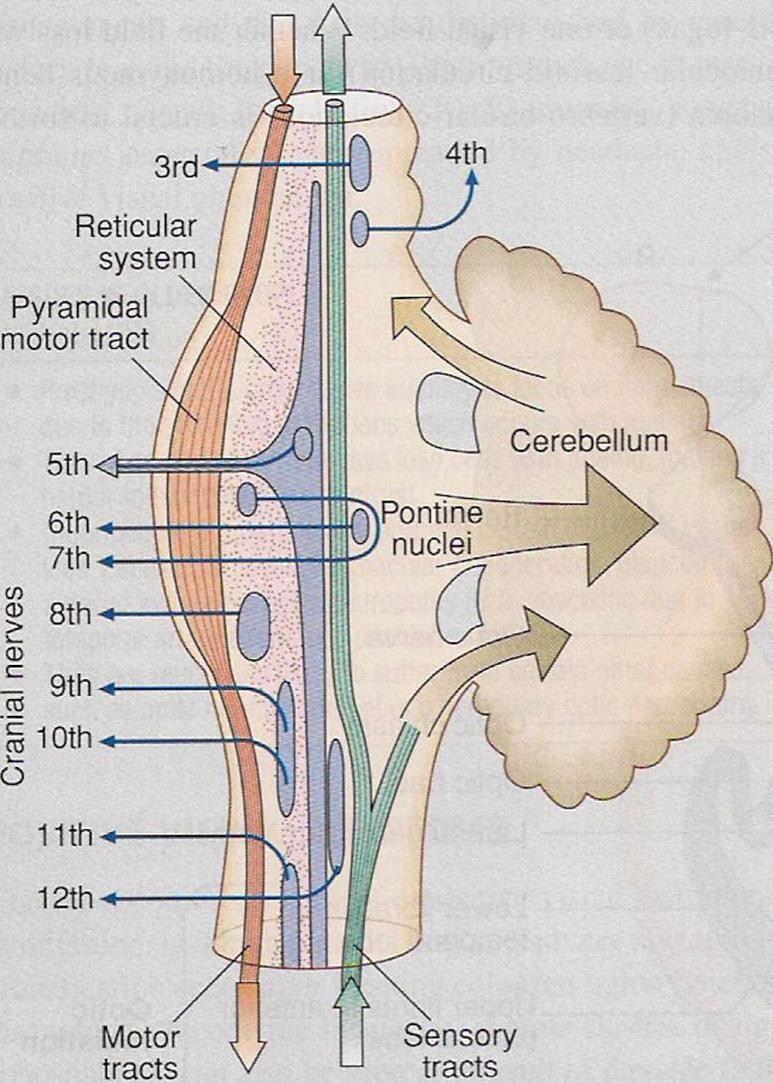 3rd
4th
Reticular
system
Pyramidal
motor tract
5th
6th
7th
8th
9th
10th
11th
12th
Cranial nerves
Cerebellum
Pontine
nuclei
Motor
tracts
Sensory
tracts